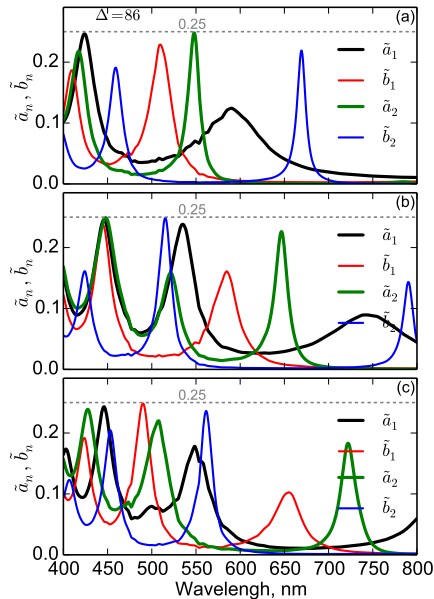 Δ=86
0.25
(a)
ã₁
b̃₁
ã₂
b̃₂
ãₙ, b̃ₙ
0.2
0.1
0.0
0.25
(b)
ã₁
b̃₁
ã₂
b̃₂
ãₙ, b̃ₙ
0.2
0.1
0.0
0.25
(c)
ã₁
b̃₁
ã₂
b̃₂
ãₙ, b̃ₙ
0.2
0.1
0.0
400 450 500 550 600 650 700 750 800
Wavelengh, nm